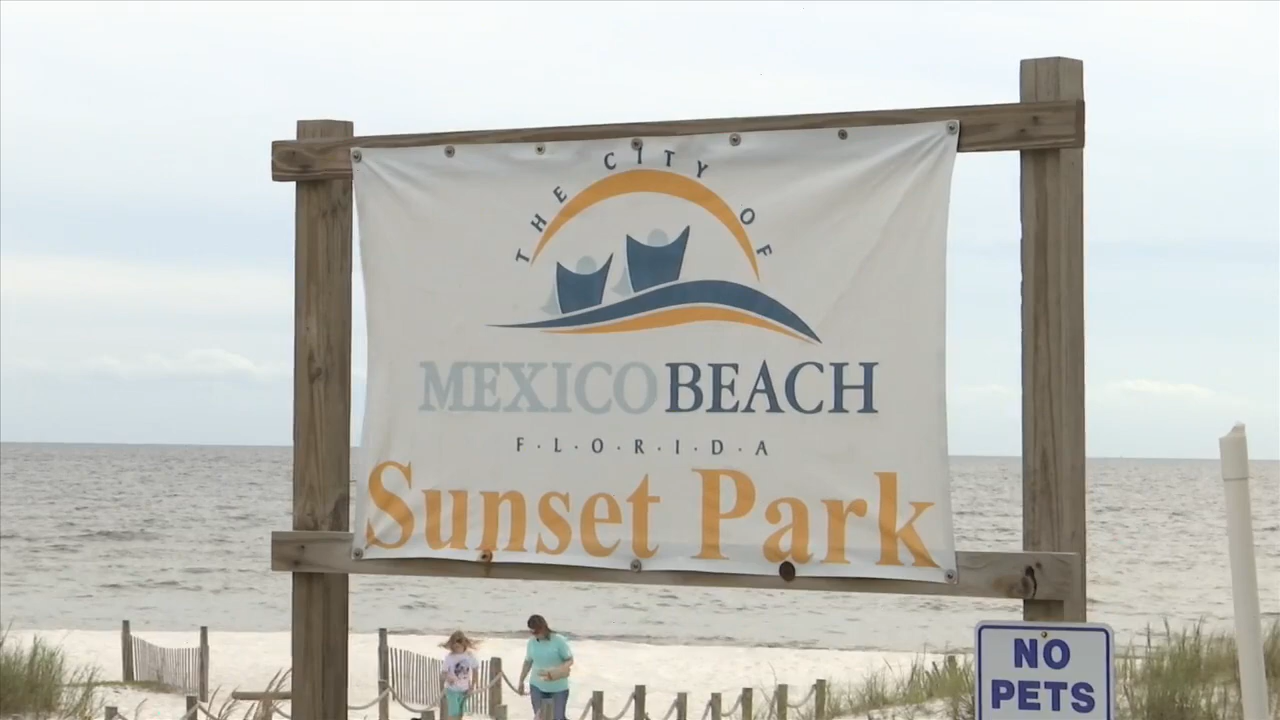 THE CITY OF
MEXICO BEACH
F·L·O·R·I·D·A
Sunset Park
NO
PETS